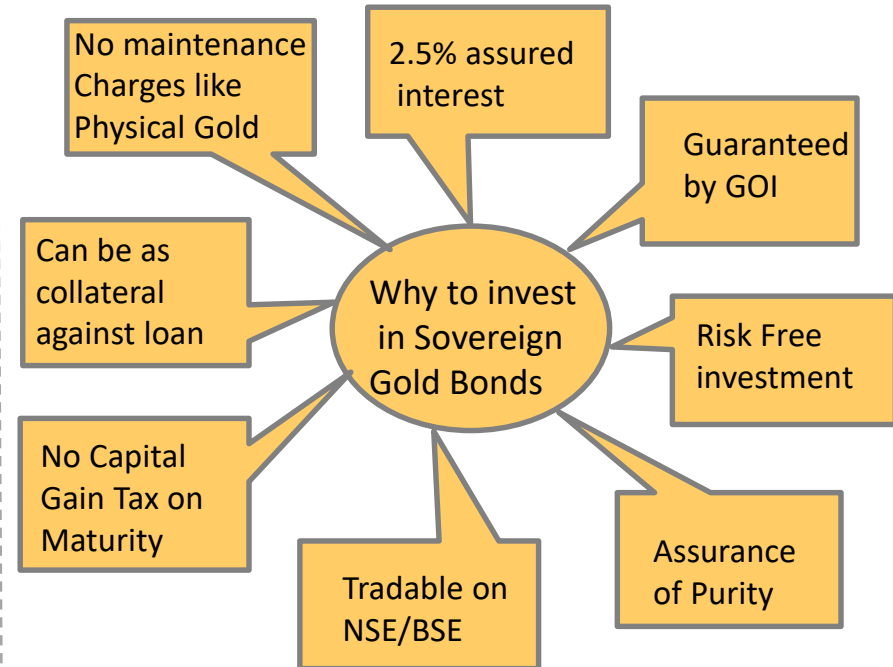 No maintenance
Charges like
Physical Gold
2.5% assured
interest
Guaranteed
by GOI
Can be as
collateral
against loan
Why to invest
in Sovereign
Gold Bonds
Risk Free
investment
No Capital
Gain Tax on
Maturity
Tradable on
NSE/BSE
Assurance
of Purity